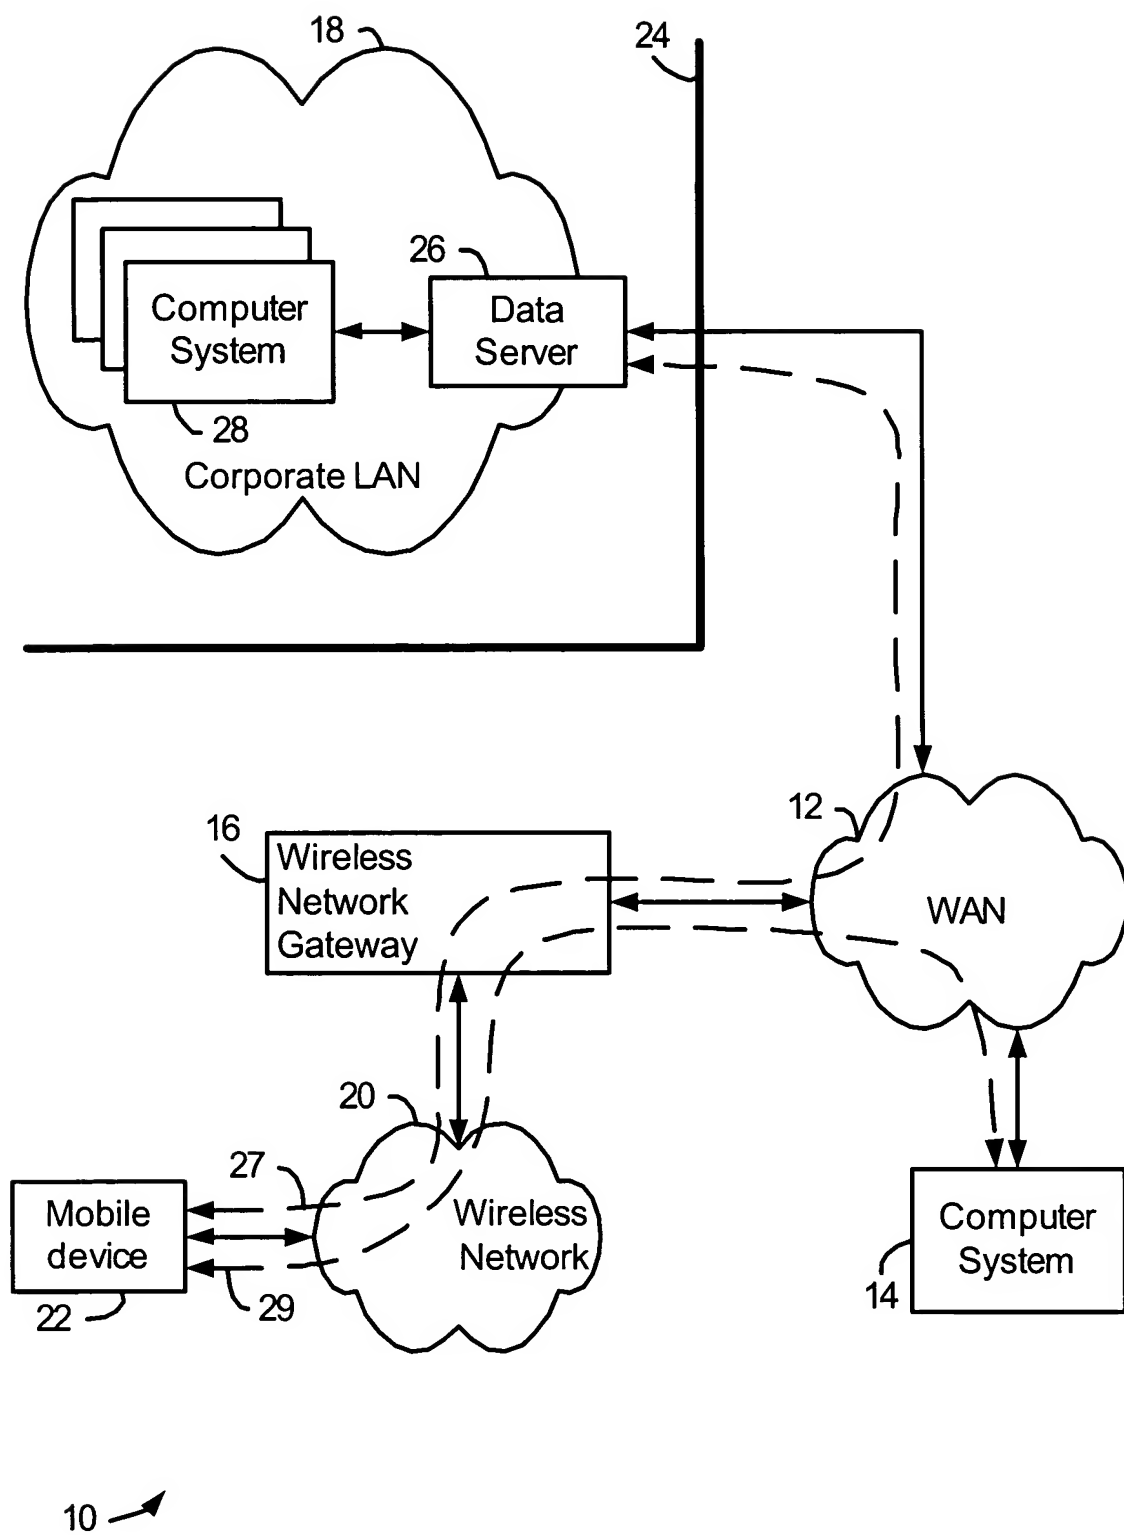 18
24
26
Computer
System
Data
Server
28
Corporate LAN
12
16
Wireless
Network
Gateway
WAN
20
27
Mobile
device
Wireless
Network
Computer
System
14
22
29
10